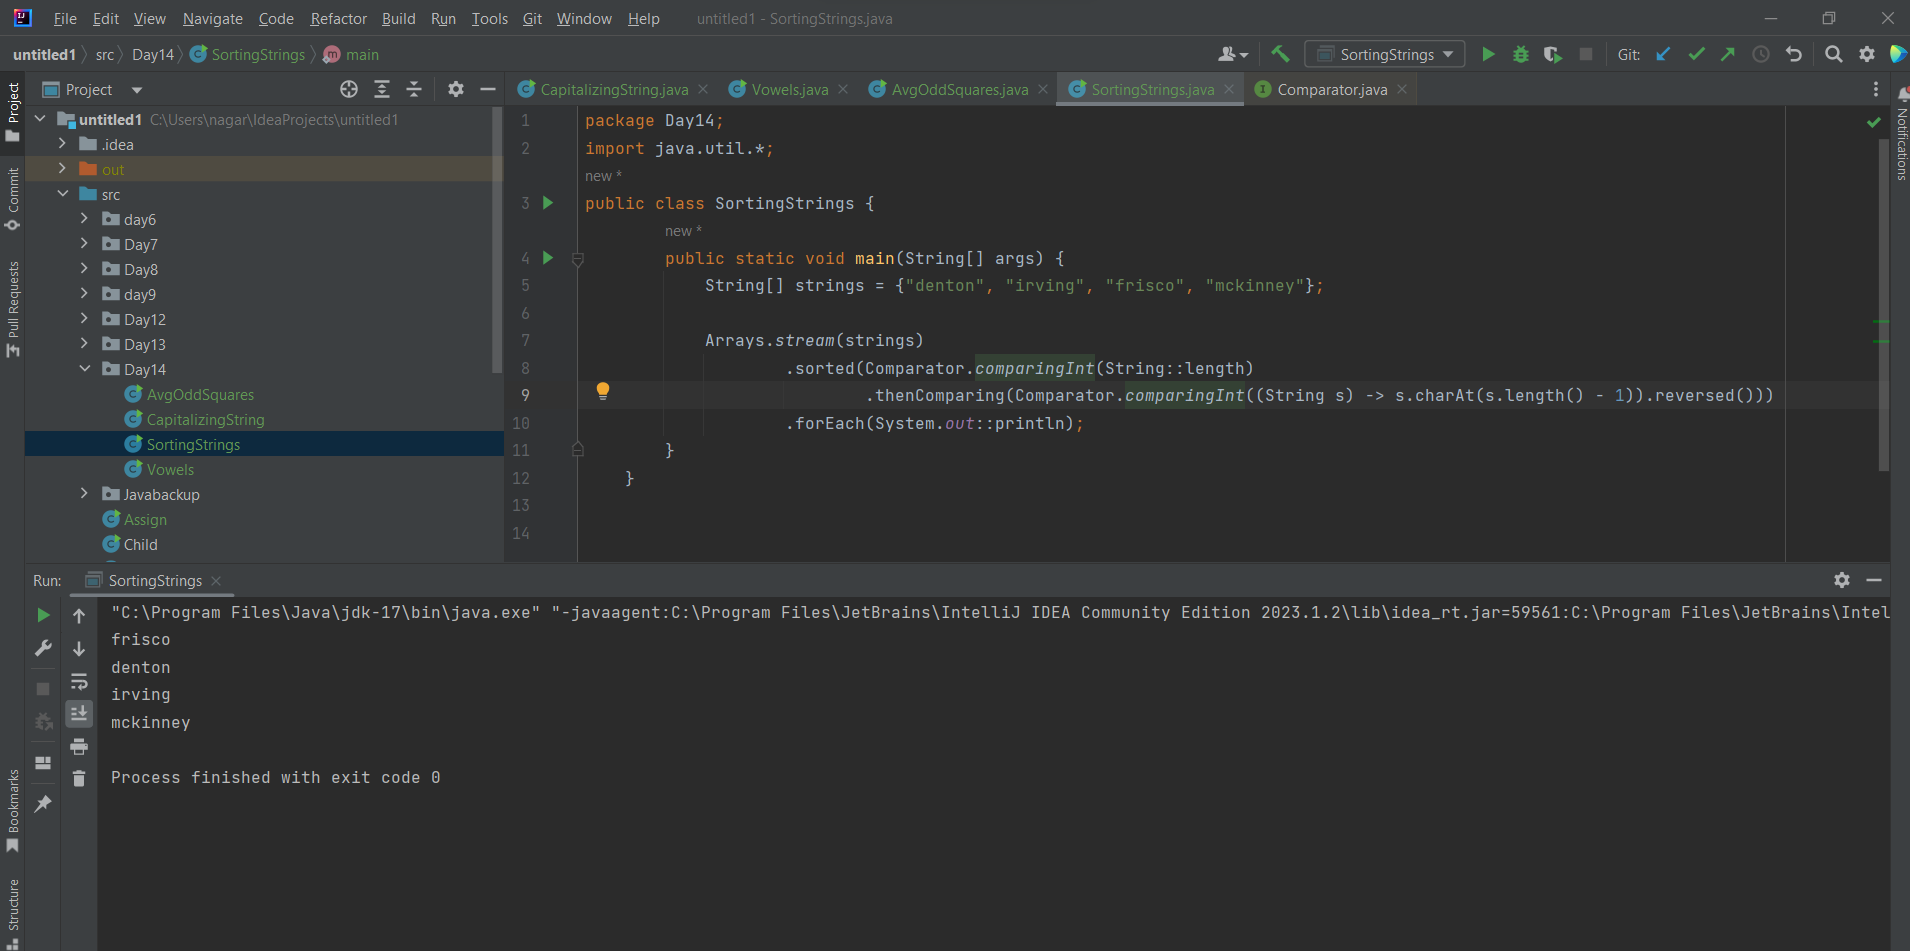 File Edit View Navigate Code Refactor Build Run Tools Git Window Help untitled1 - SortingStrings.java
untitled1 src Day14 SortingStrings main
SortingStrings Git:
Project
CapitalizingString.java Vowels.java AvgOddSquares.java SortingStrings.java Comparator.java
Project
Commit
Pull Requests
Bookmarks
Structure
Notifications
untitled1 C:\Users\nagar\IdeaProjects\untitled1
.idea
out
src
day6
Day7
Day8
day9
Day12
Day13
Day14
AvgOddSquares
CapitalizingString
SortingStrings
Vowels
Javabackup
Assign
Child
1 package Day14;
2 import java.util.*;
new *
3 public class SortingStrings {
new *
4 public static void main(String[] args) {
5 String[] strings = {"denton", "irving", "frisco", "mckinney"};
6
7 Arrays.stream(strings)
8 .sorted(Comparator.comparingInt(String::length)
9 .thenComparing(Comparator.comparingInt((String s) -> s.charAt(s.length() - 1)).reversed()))
10 .forEach(System.out::println);
11 }
12 }
13
14
Run: SortingStrings
"C:\Program Files\Java\jdk-17\bin\java.exe" "-javaagent:C:\Program Files\JetBrains\IntelliJ IDEA Community Edition 2023.1.2\lib\idea_rt.jar=59561:C:\Program Files\JetBrains\Intel
frisco
denton
irving
mckinney
Process finished with exit code 0